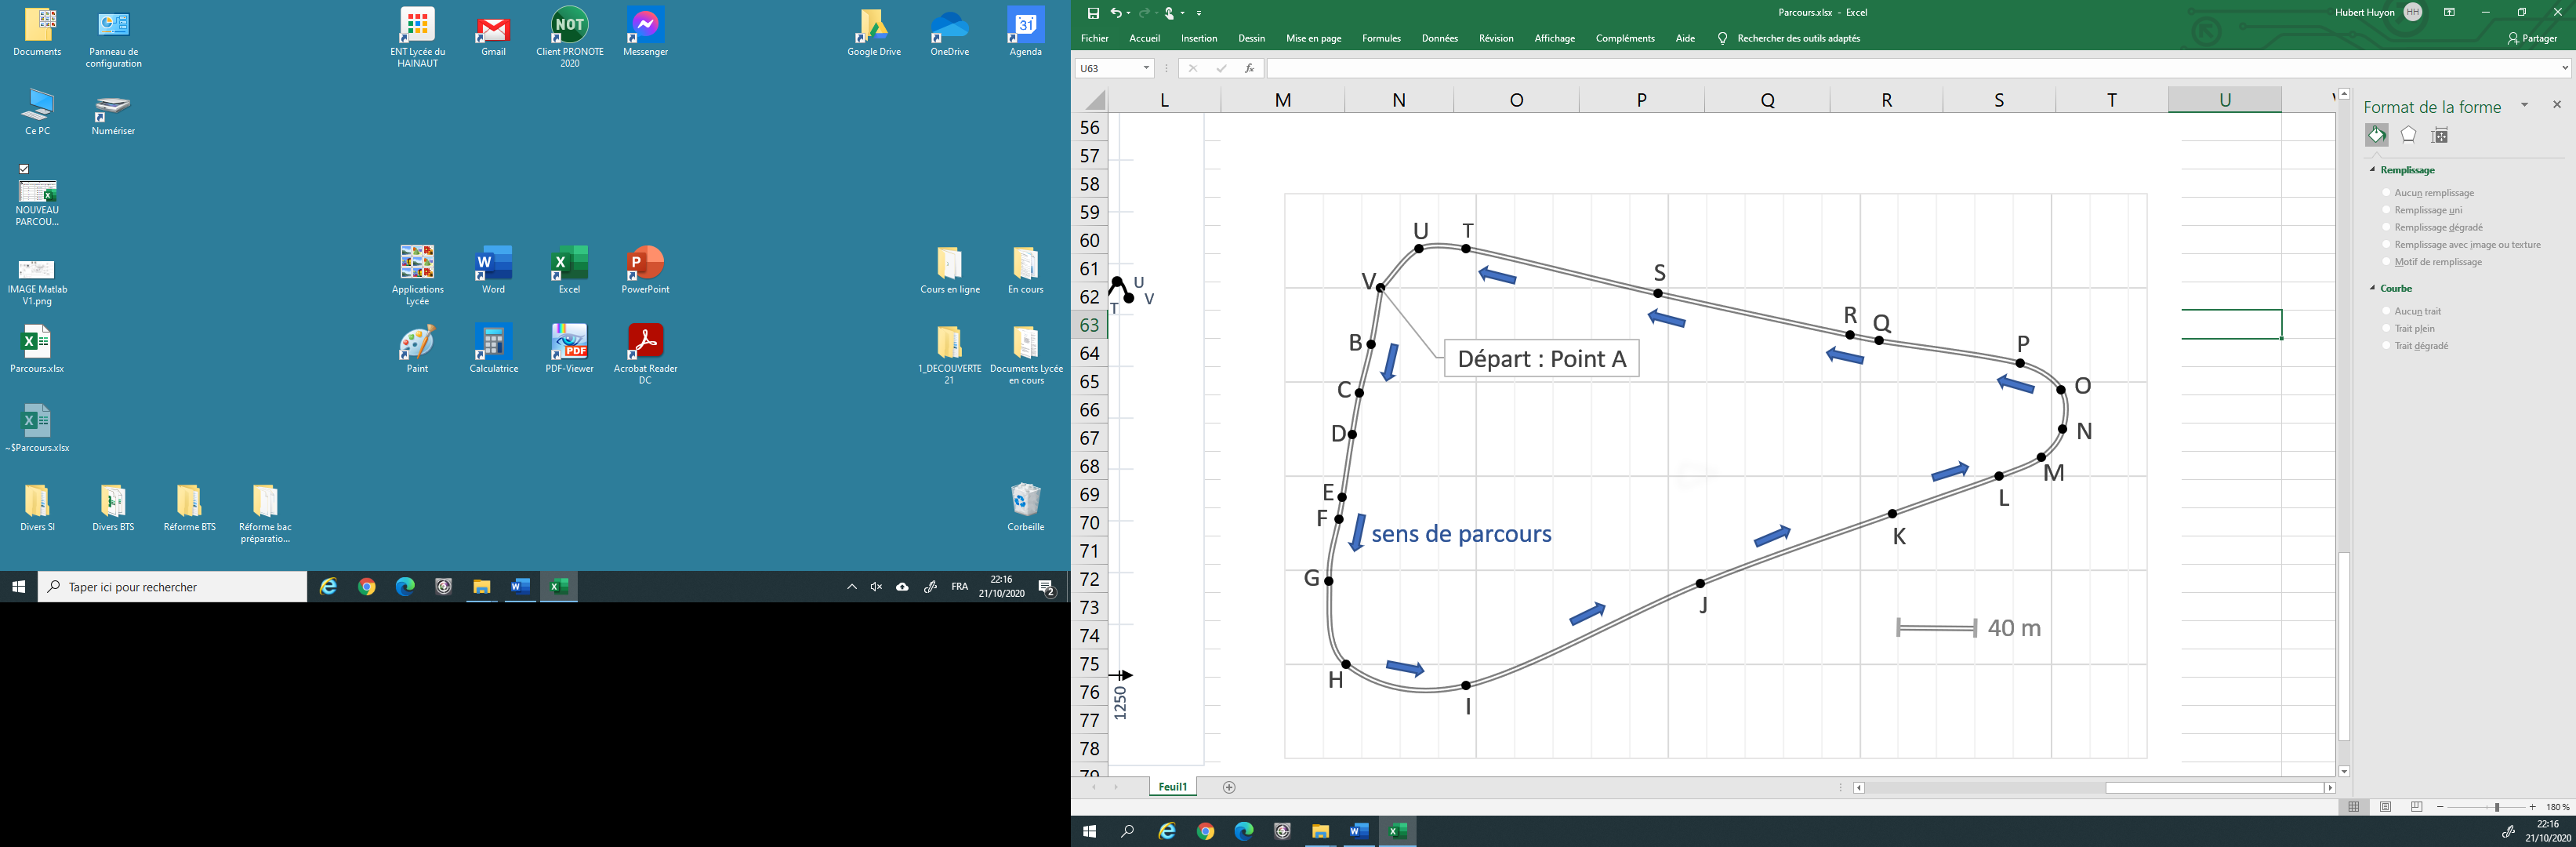 Documents
Panneau de
configuration
ENT Lycée du
HAINAUT
Gmail
NOT
Client PRONOTE
2020
Messenger
Google Drive
OneDrive
31
Agenda
Ce PC
Numériser
NOUVEAU
PARCOU...
IMAGE Matlab
V1.png
Applications
Lycée
Word
Excel
PowerPoint
Cours en ligne
En cours
Parcours.xlsx
Paint
Calculatrice
PDF
PDF-Viewer
Acrobat Reader
DC
1_DECOUVERTE
21
Documents Lycée
en cours
~$Parcours.xlsx
Divers SI
Divers BTS
Réforme BTS
Réforme bac
préparatio...
Corbeille
Taper ici pour rechercher
FRA
22:16
21/10/2020
2
Parcours.xlsx - Excel
Hubert Huyon
HH
Fichier
Accueil
Insertion
Dessin
Mise en page
Formules
Données
Révision
Affichage
Compléments
Aide
Rechercher des outils adaptés
Partager
U63
fx
L M N O P Q R S T U
56
57
58
59
60
61
62
63
64
65
66
67
68
69
70
71
72
73
74
75
76
77
78
79
U
V
T
1250
U
T
V
S
R
Q
P
O
N
M
L
K
J
I
H
G
F
E
D
C
B
Départ : Point A
sens de parcours
40 m
Format de la forme
Remplissage
Aucun remplissage
Remplissage uni
Remplissage dégradé
Remplissage avec image ou texture
Motif de remplissage
Courbe
Aucun trait
Trait plein
Trait dégradé
Feuil1
180 %
22:16
21/10/2020